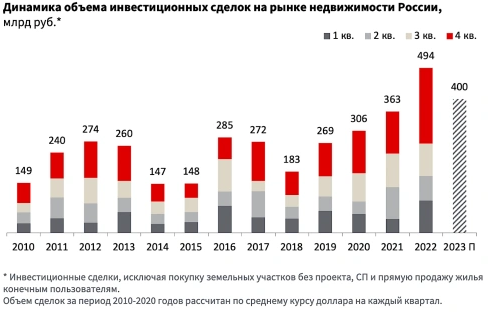 Динамика объема инвестиционных сделок на рынке недвижимости России,
млрд руб.*
1 кв. 2 кв. 3 кв. 4 кв.
149 240 274 260 147 148 285 272 183 269 306 363 494 400
2010 2011 2012 2013 2014 2015 2016 2017 2018 2019 2020 2021 2022 2023 П
* Инвестиционные сделки, исключая покупку земельных участков без проекта, СП и прямую продажу жилья
конечным пользователям.
Объем сделок за период 2010-2020 годов рассчитан по среднему курсу доллара на каждый квартал.